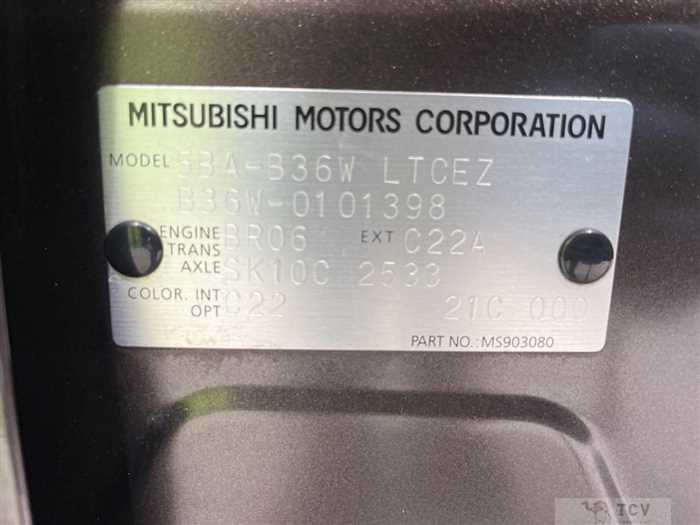 MITSUBISHI MOTORS CORPORATION
MODEL 5BA-B36W LTCEZ
B36W-0101398
ENGINE BR06 EXT C22A
TRANS
AXLE SK10C 2533
COLOR. INT C22 21C 000
OPT
PART NO.: MS903080
TCV